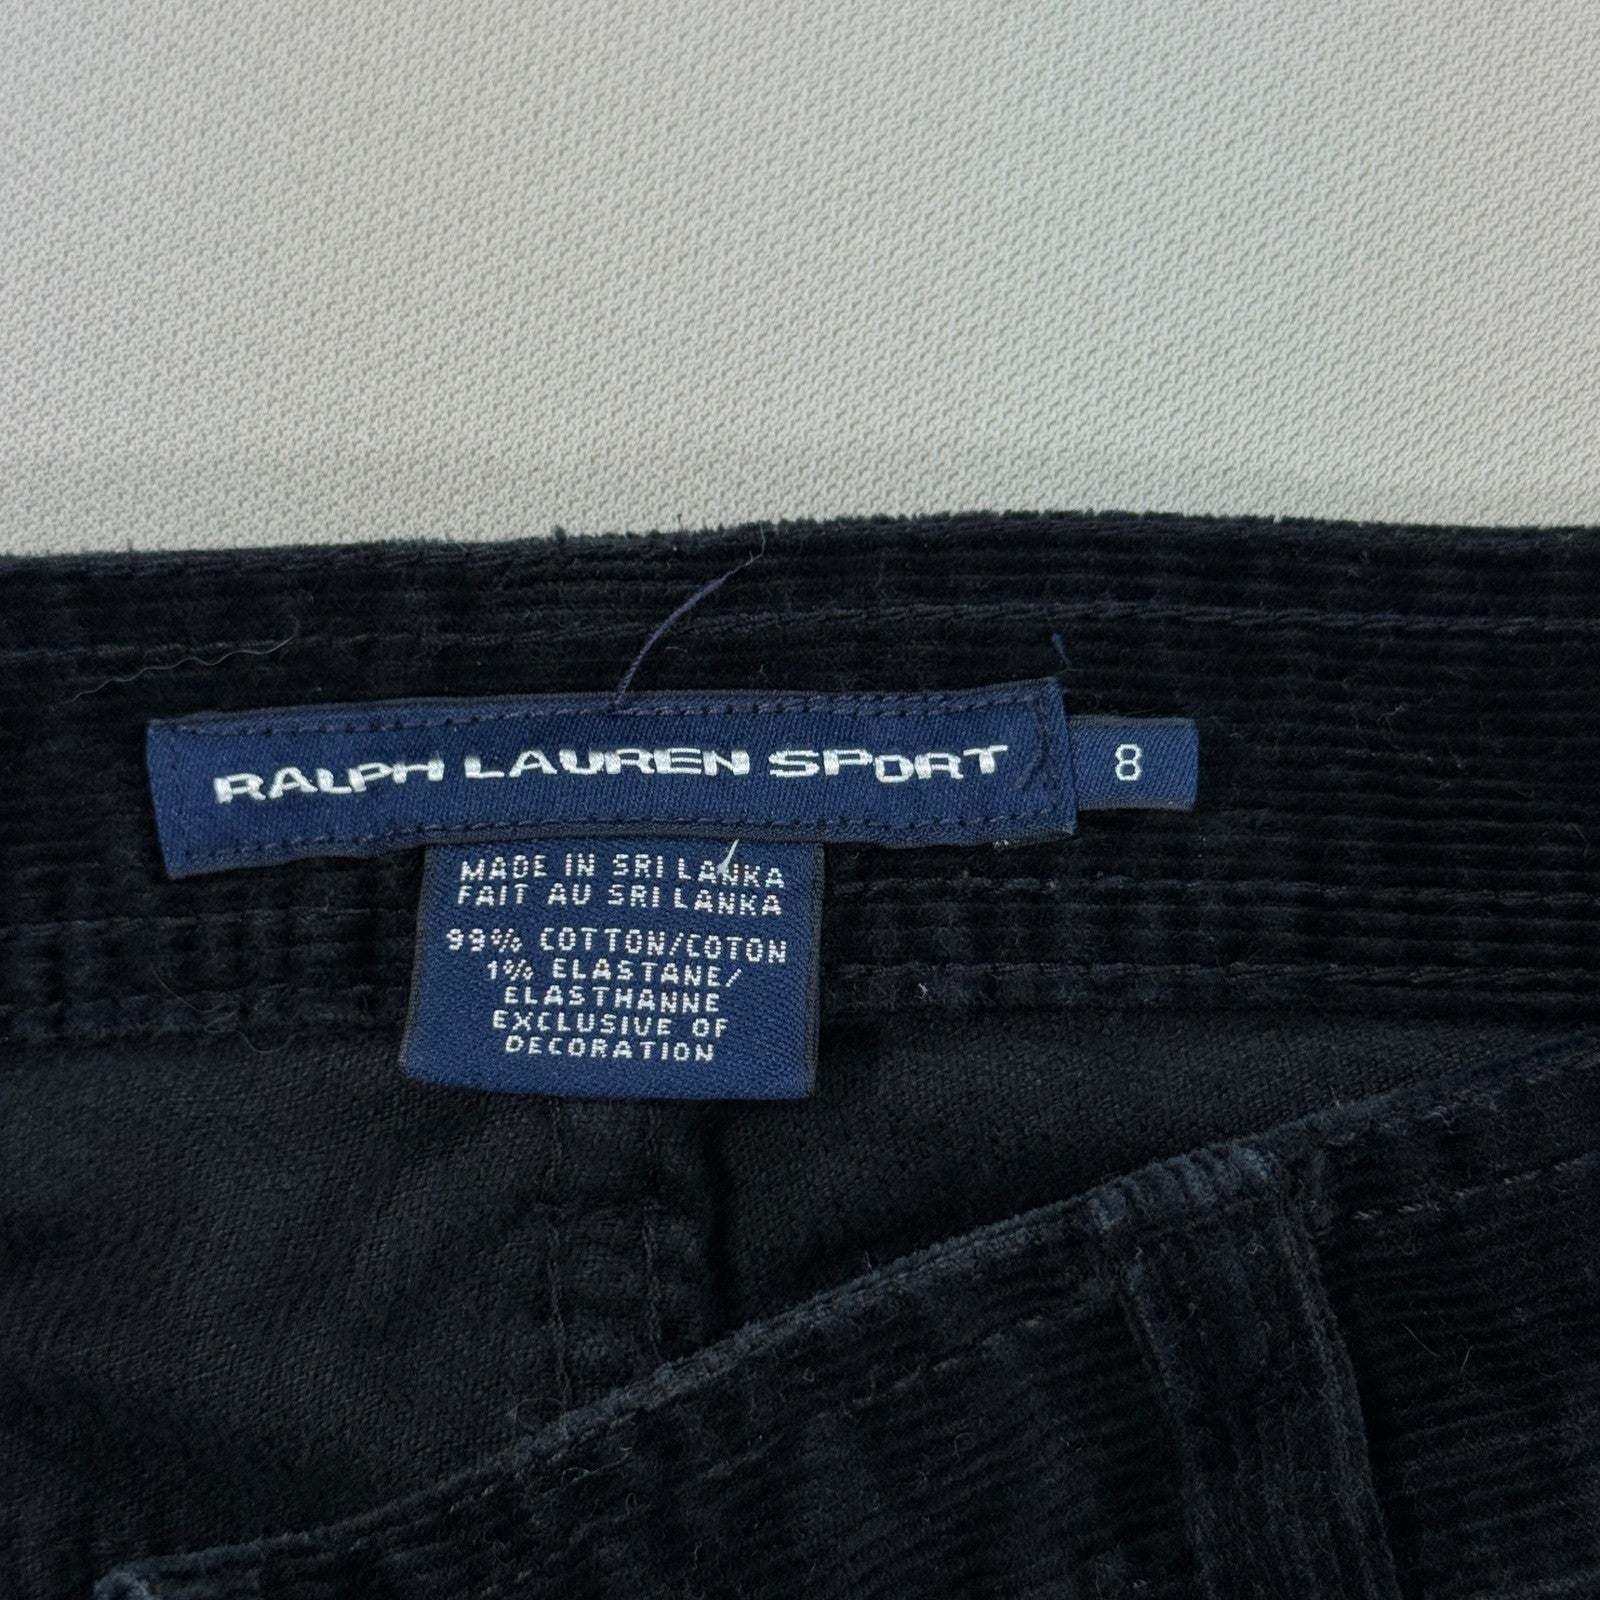 RALPH LAUREN SPORT
8
MADE IN SRI LANKA
FAIT AU SRI LANKA
99% COTTON/COTON
1% ELASTANE/
ELASTHANNE
EXCLUSIVE OF
DECORATION